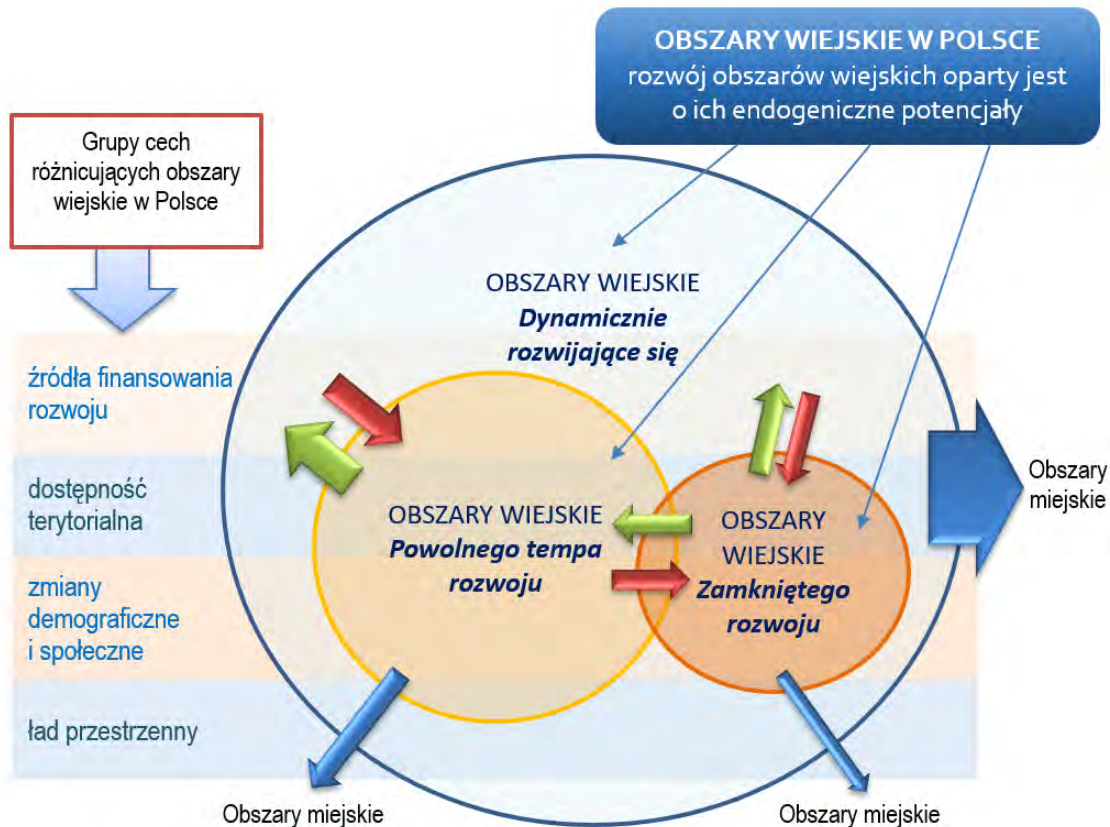 OBSZARY WIEJSKIE W POLSCE
rozwój obszarów wiejskich oparty jest
o ich endogeniczne potencjały
Grupy cech
różnicujących obszary
wiejskie w Polsce
OBSZARY WIEJSKIE
Dynamicznie
rozwijające się
źródła finansowania
rozwoju
dostępność
terytorialna
zmiany
demograficzne
i społeczne
ład przestrzenny
OBSZARY WIEJSKIE
Powolnego tempa
rozwoju
OBSZARY
WIEJSKIE
Zamkniętego
rozwoju
Obszary
miejskie
Obszary miejskie
Obszary miejskie